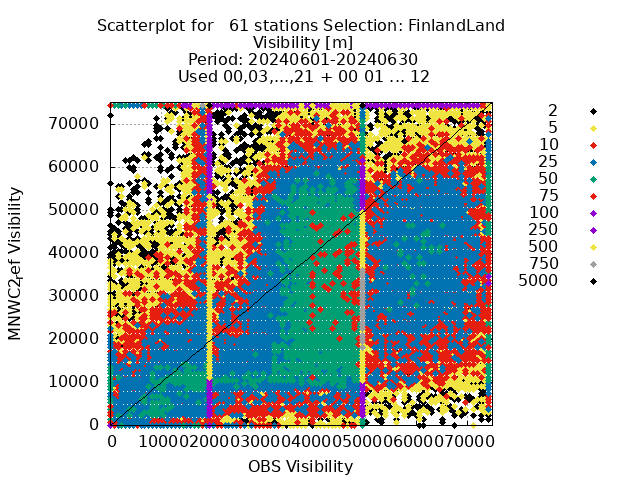 Scatterplot for 61 stations Selection: FinlandLand
Visibility [m]
Period: 20240601-20240630
Used 00,03,...,21 + 00 01 ... 12
70000
60000
50000
40000
30000
20000
10000
0
MNWC2_ef Visibility
0 10000 20000 30000 40000 50000 60000 70000
OBS Visibility
2
5
10
25
50
75
100
250
500
750
5000